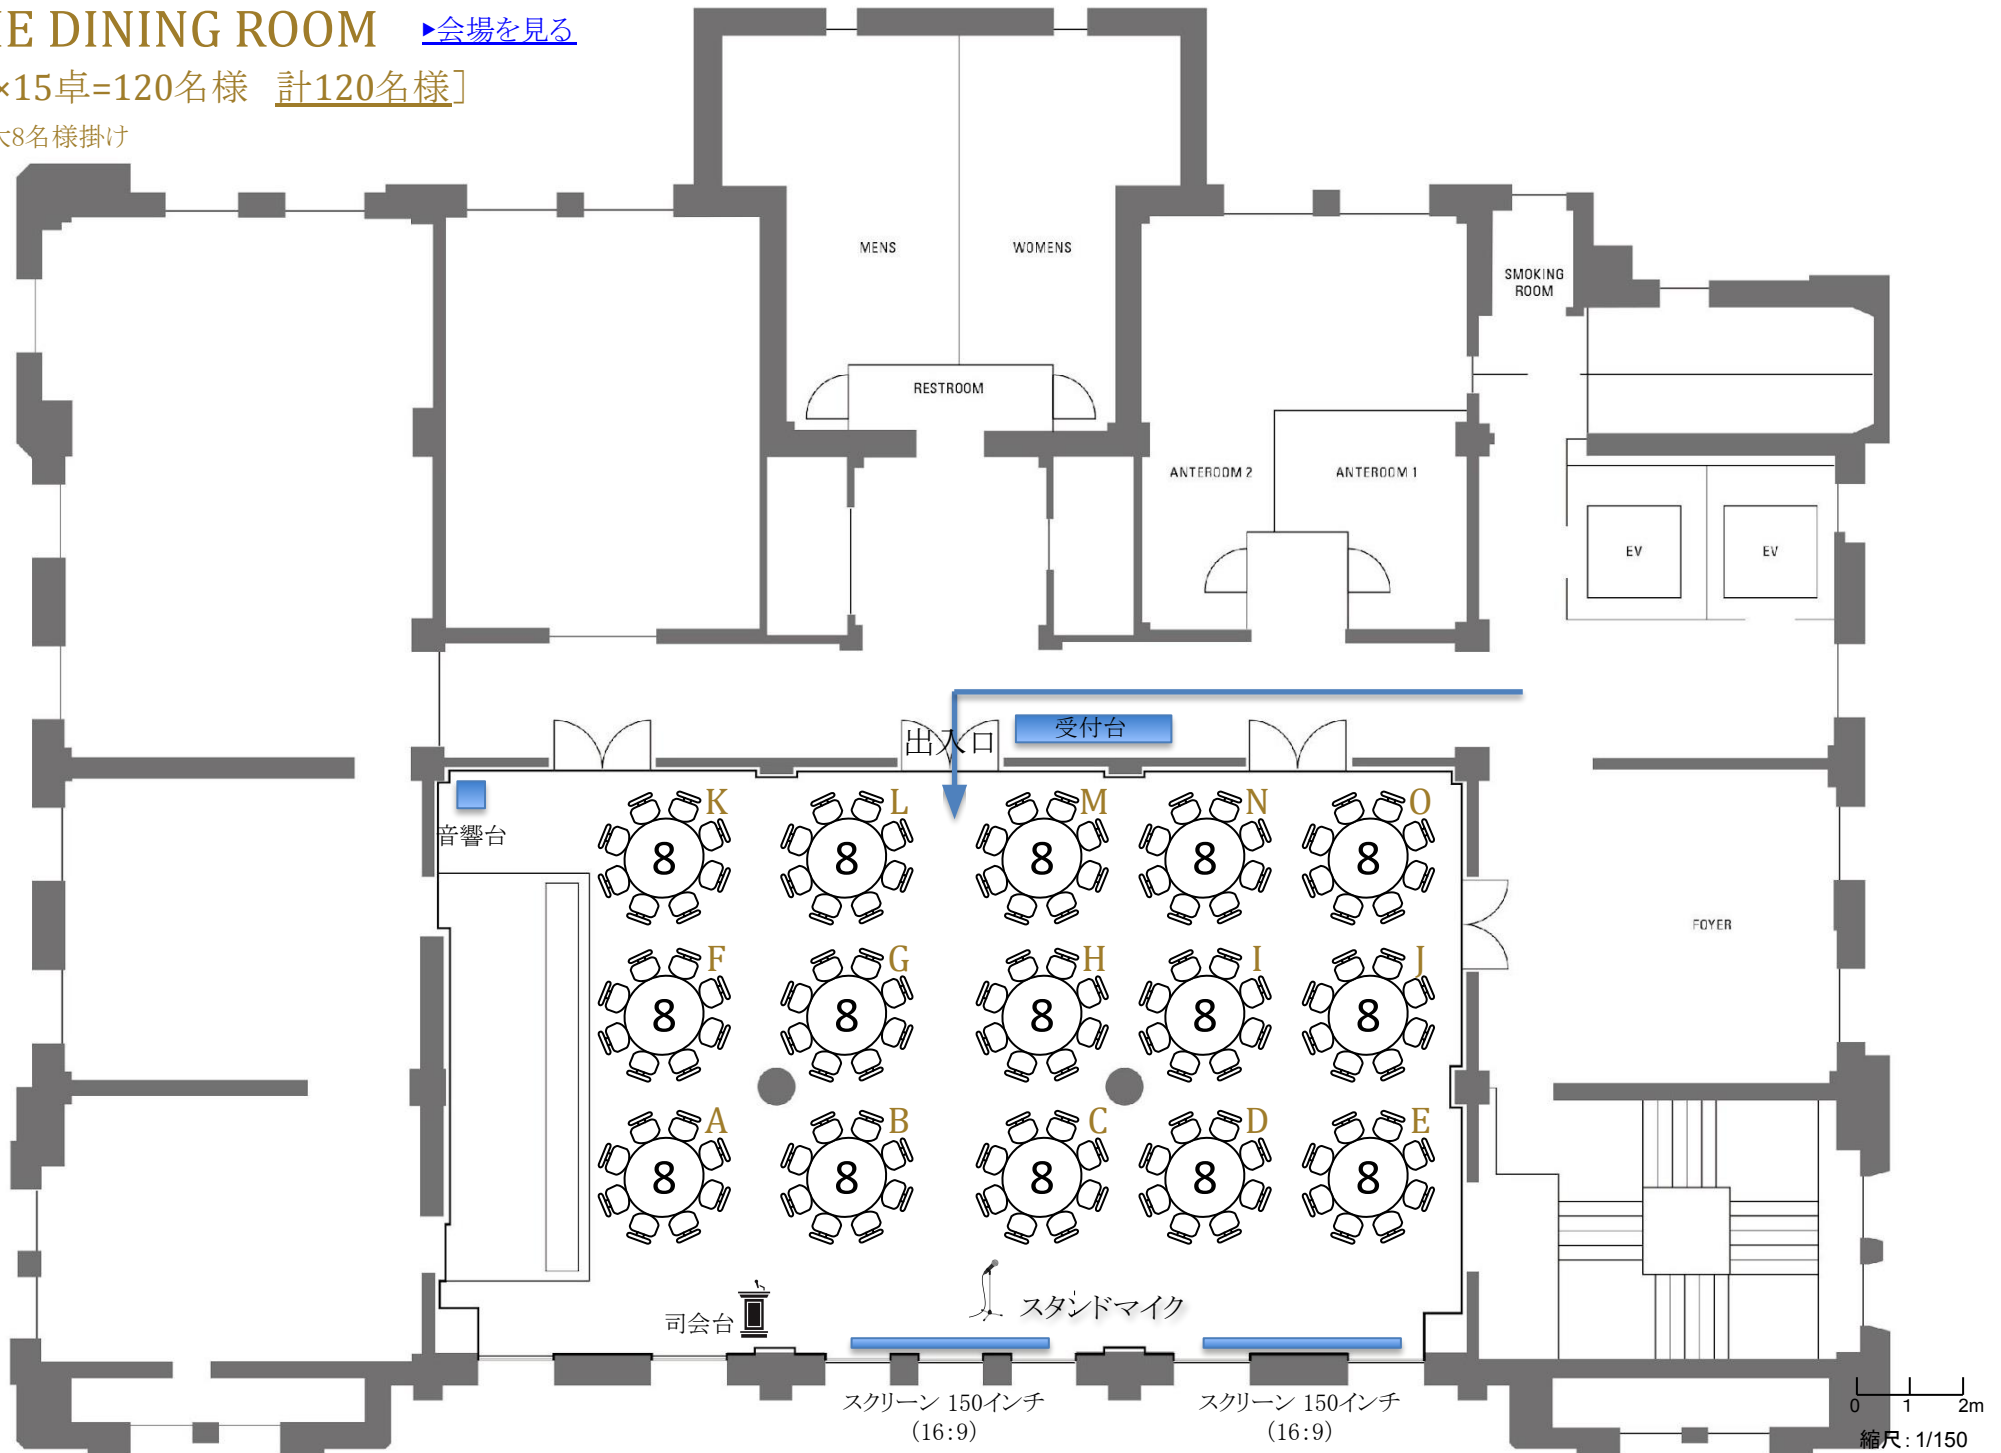 E DINING ROOM ▶会場を見る
×15卓=120名様 計120名様]
大8名様掛け
MENS
WOMENS
SMOKING
ROOM
RESTROOM
ANTEROOM 2
ANTEROOM 1
EV
EV
受付台
出入口
音響台
K
L
M
N
O
8
8
8
8
8
FOYER
F
G
H
I
J
8
8
8
8
8
A
B
C
D
E
8
8
8
8
8
司会台
スタンドマイク
スクリーン 150インチ
(16:9)
スクリーン 150インチ
(16:9)
0 1 2m
縮尺: 1/150